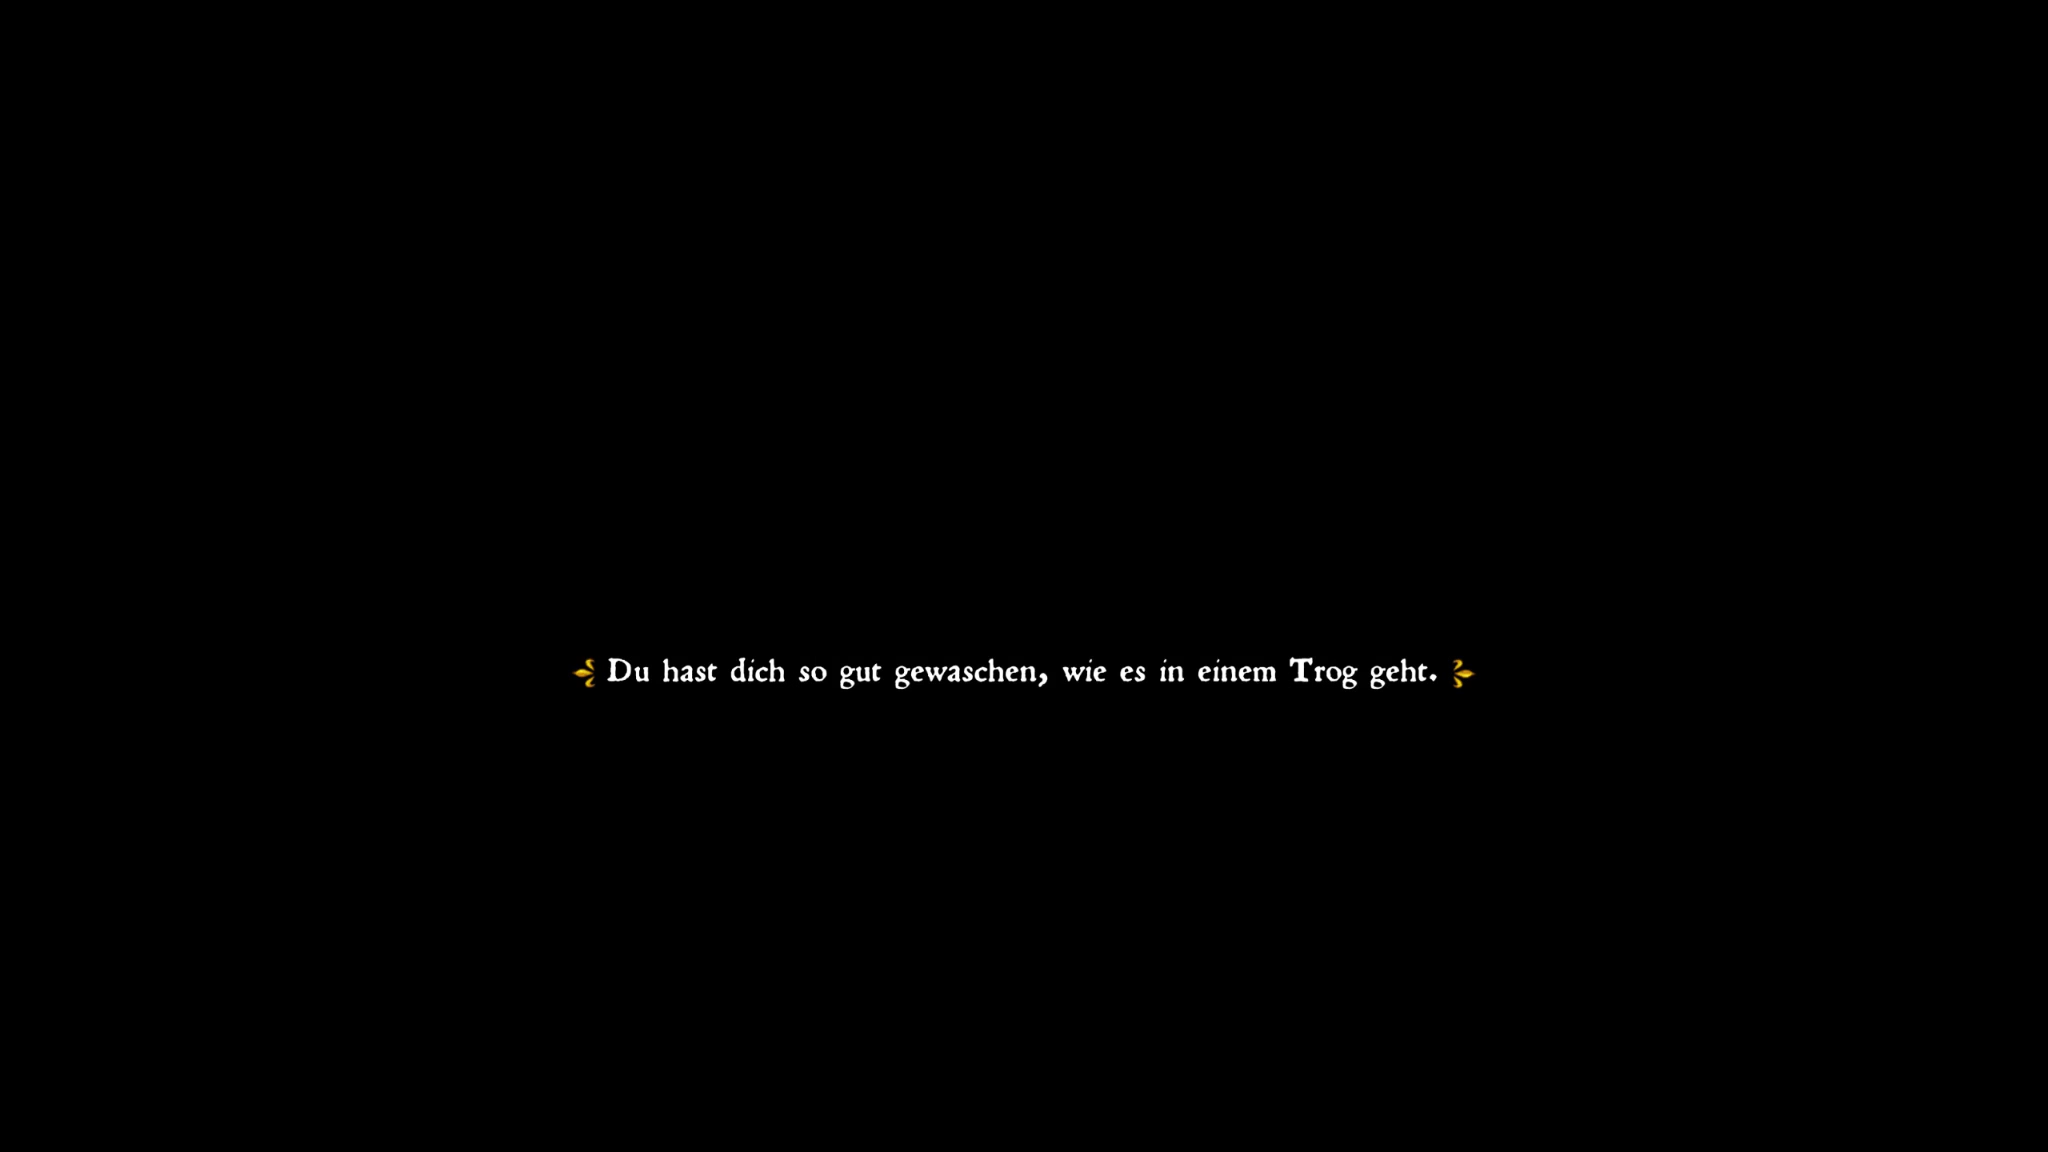 Du hast dich so gut gewaschen, wie es in einem Trog geht.